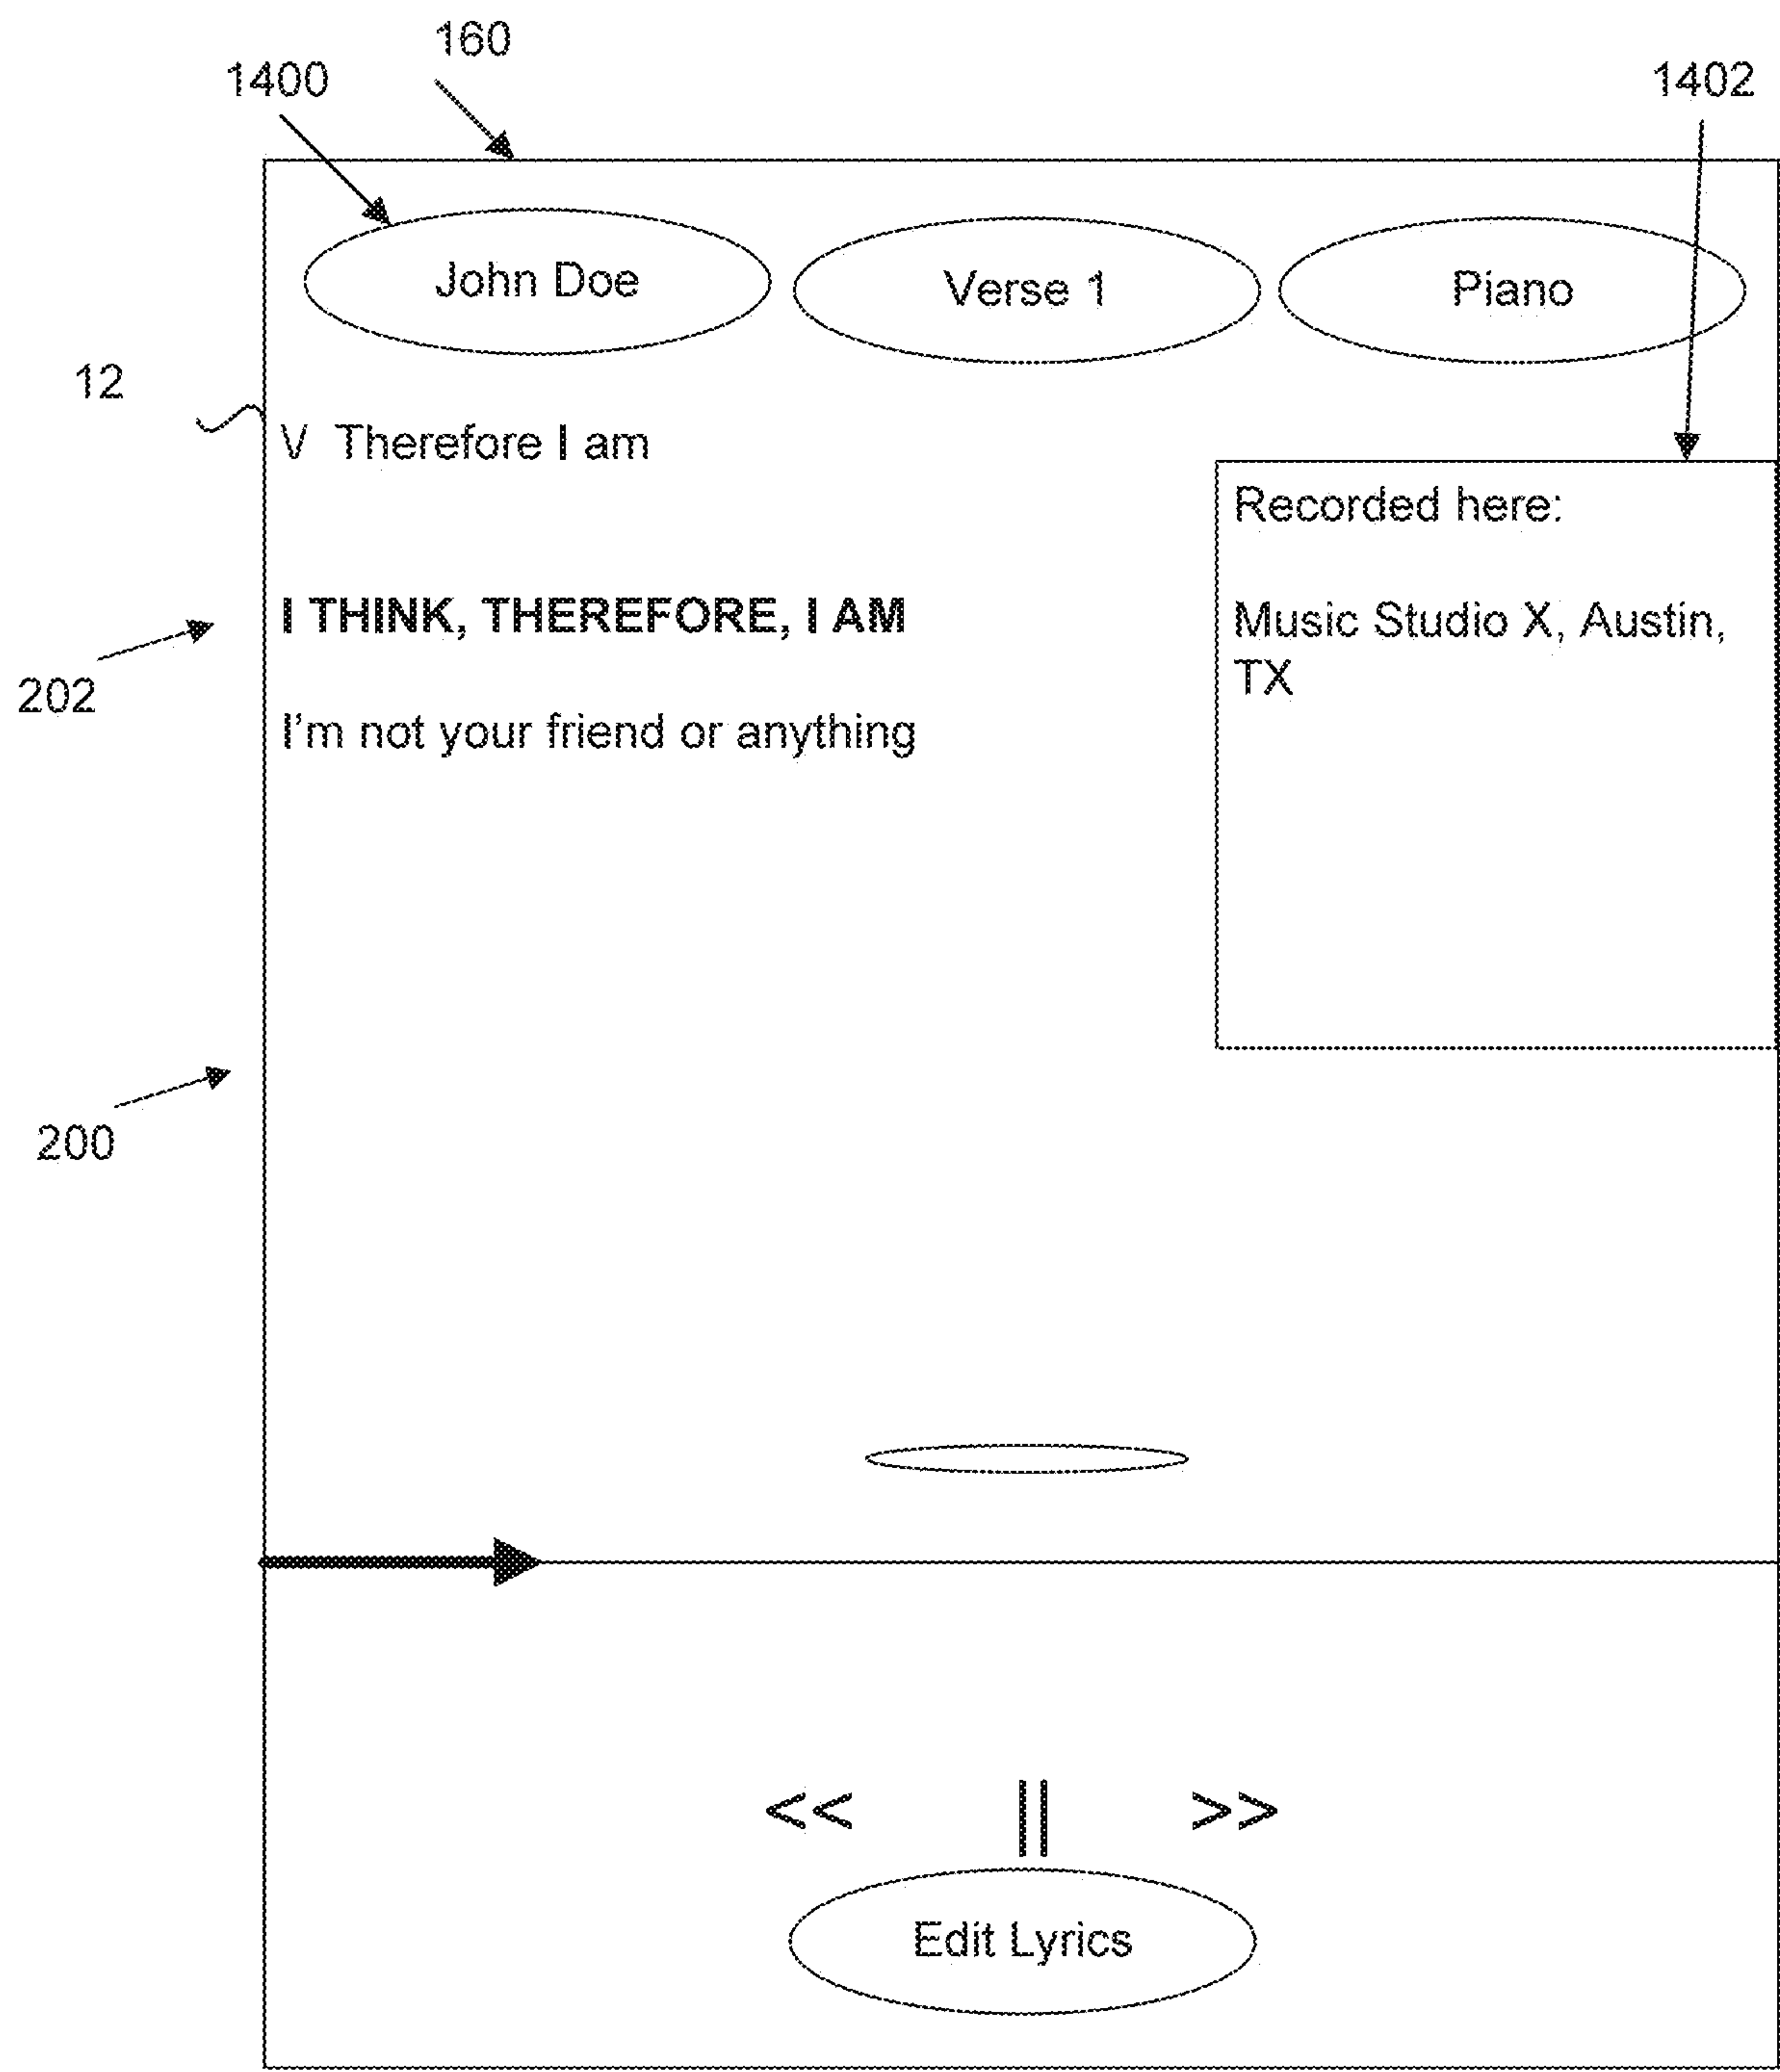 160
1400
1402
John Doe
Verse 1
Piano
12
V Therefore I am
Recorded here:
I THINK, THEREFORE, I AM
Music Studio X, Austin,
TX
202
I'm not your friend or anything
200
<< || >>
Edit Lyrics